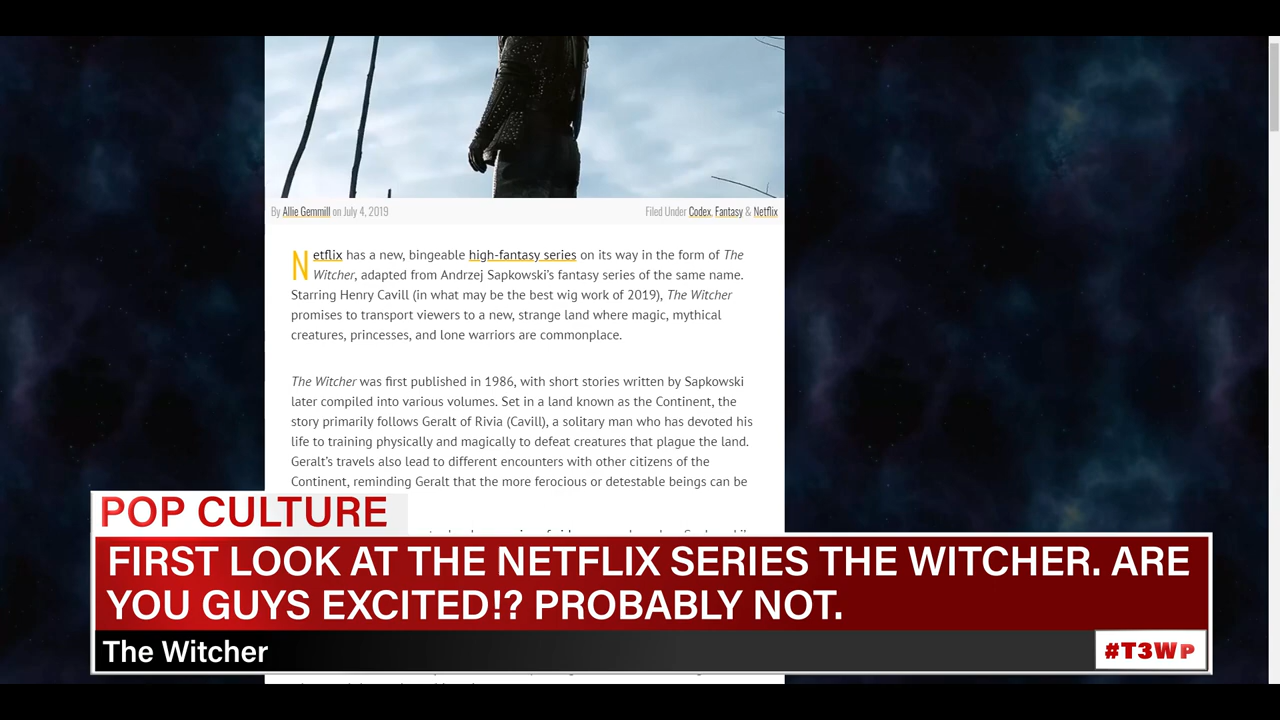 By Allie Gemmill on July 4, 2019
Filed Under Codex, Fantasy & Netflix
Netflix has a new, bingeable high-fantasy series on its way in the form of The
Witcher, adapted from Andrzej Sapkowski's fantasy series of the same name.
Starring Henry Cavill (in what may be the best wig work of 2019), The Witcher
promises to transport viewers to a new, strange land where magic, mythical
creatures, princesses, and lone warriors are commonplace.
The Witcher was first published in 1986, with short stories written by Sapkowski
later compiled into various volumes. Set in a land known as the Continent, the
story primarily follows Geralt of Rivia (Cavill), a solitary man who has devoted his
life to training physically and magically to defeat creatures that plague the land.
Geralt's travels also lead to different encounters with other citizens of the
Continent, reminding Geralt that the more ferocious or detestable beings can be
POP CULTURE
FIRST LOOK AT THE NETFLIX SERIES THE WITCHER. ARE
YOU GUYS EXCITED!? PROBABLY NOT.
The Witcher
#T3WP